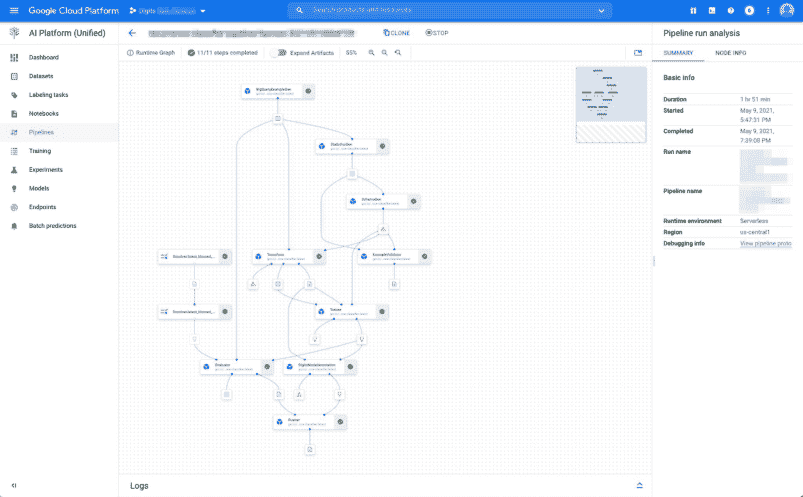 Google Cloud Platform
Digits
Search products and resources
AI Platform (Unified)
Dashboard
Datasets
Labeling tasks
Notebooks
Pipelines
Training
Experiments
Models
Endpoints
Batch predictions
CLONE
STOP
Runtime Graph
11/11 steps completed
Expand Artifacts
55%
BigQueryExampleGen
StatisticsGen
SchemaGen
Transform
ExampleValidator
Trainer
Evaluator
Pusher
Logs
Pipeline run analysis
SUMMARY
NODE INFO
Basic info
Duration
1 hr 51 min
Started
May 9, 2021,
5:47:31 PM
Completed
May 9, 2021,
7:39:08 PM
Run name
Pipeline name
Runtime environment
Serverless
Region
us-central1
Debugging info
View pipeline proto